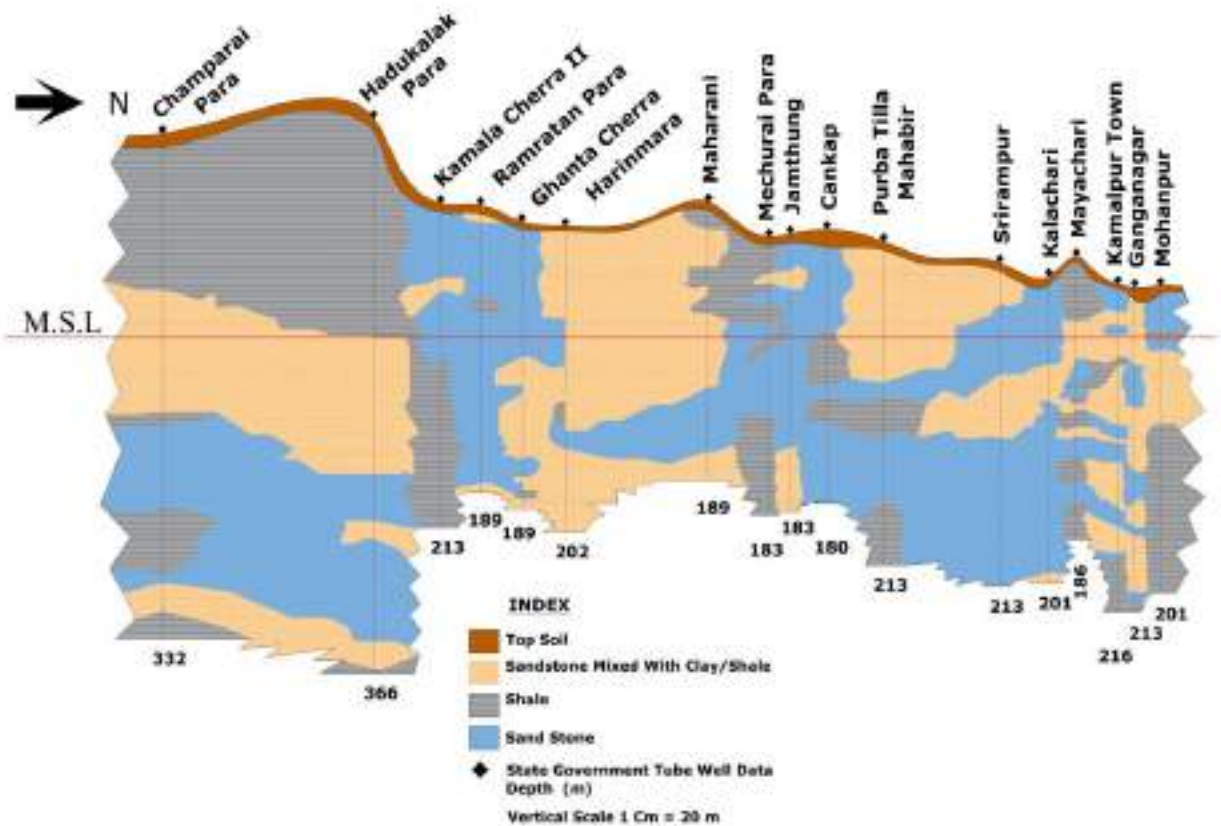 N
Champarai
Para
Hadukalak
Para
Kamala Cherra II
Ramratan Para
Ghanta Cherra
Harinmara
Maharani
Mechurai Para
Jamthung
Cankap
Purba Tilla
Mahabir
Srirampur
Kalachari
Mayachari
Kamalpur Town
Ganganagar
Mohanpur
M.S.L
332
366
213
189
189
202
189
183
183
180
213
213
201
186
216
213
201
INDEX
Top Soil
Sandstone Mixed With Clay/Shale
Shale
Sand Stone
State Government Tube Well Data
Depth (m)
Vertical Scale 1 Cm = 20 m